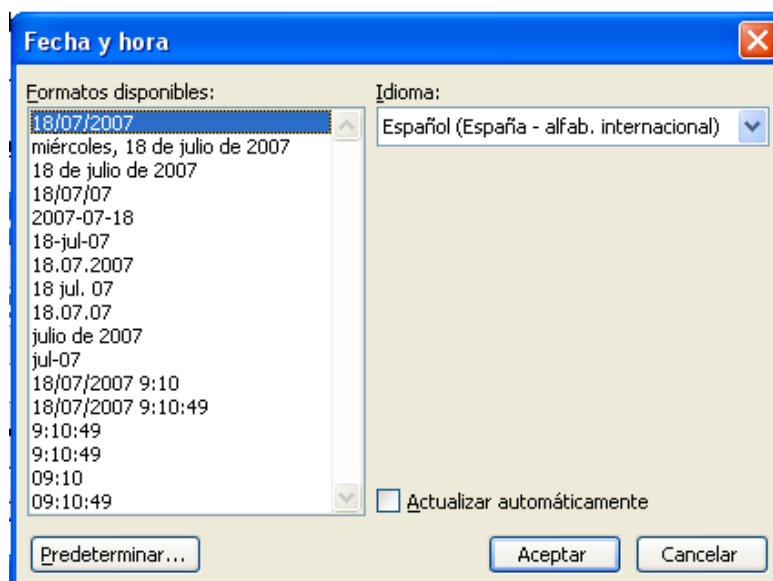 Fecha y hora
Formatos disponibles:
18/07/2007
miércoles, 18 de julio de 2007
18 de julio de 2007
18/07/07
2007-07-18
18-jul-07
18.07.2007
18 jul. 07
18.07.07
julio de 2007
jul-07
18/07/2007 9:10
18/07/2007 9:10:49
9:10:49
9:10:49
09:10
09:10:49
Idioma:
Español (España - alfab. internacional)
Actualizar automáticamente
Predeterminar...
Aceptar
Cancelar